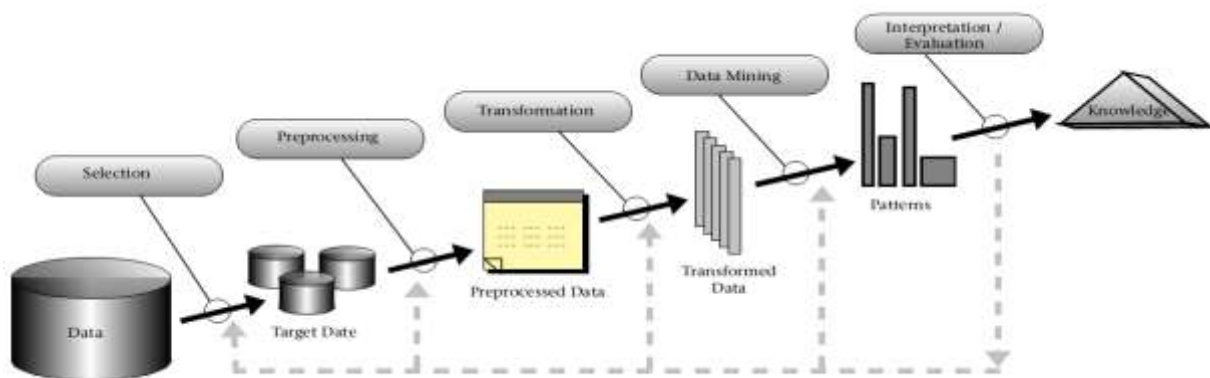 Interpretation /
Evaluation
Data Mining
Knowledge
Transformation
Preprocessing
Selection
Patterns
Transformed
Data
Preprocessed Data
Target Date
Data